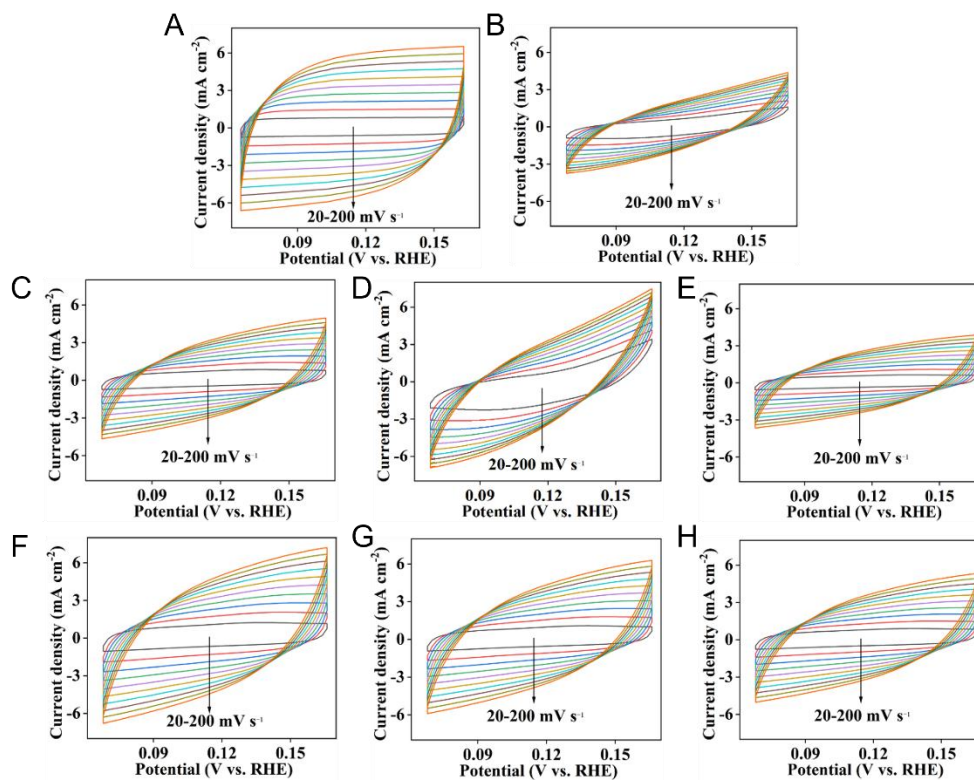 A
Current density (mA cm⁻²)
6
3
0
-3
-6
20-200 mV s⁻¹
0.09 0.12 0.15
Potential (V vs. RHE)
B
Current density (mA cm⁻²)
6
3
0
-3
-6
20-200 mV s⁻¹
0.09 0.12 0.15
Potential (V vs. RHE)
C
Current density (mA cm⁻²)
6
3
0
-3
-6
20-200 mV s⁻¹
0.09 0.12 0.15
Potential (V vs. RHE)
D
Current density (mA cm⁻²)
6
3
0
-3
-6
20-200 mV s⁻¹
0.09 0.12 0.15
Potential (V vs. RHE)
E
Current density (mA cm⁻²)
6
3
0
-3
-6
20-200 mV s⁻¹
0.09 0.12 0.15
Potential (V vs. RHE)
F
Current density (mA cm⁻²)
6
3
0
-3
-6
20-200 mV s⁻¹
0.09 0.12 0.15
Potential (V vs. RHE)
G
Current density (mA cm⁻²)
6
3
0
-3
-6
20-200 mV s⁻¹
0.09 0.12 0.15
Potential (V vs. RHE)
H
Current density (mA cm⁻²)
6
3
0
-3
-6
20-200 mV s⁻¹
0.09 0.12 0.15
Potential (V vs. RHE)